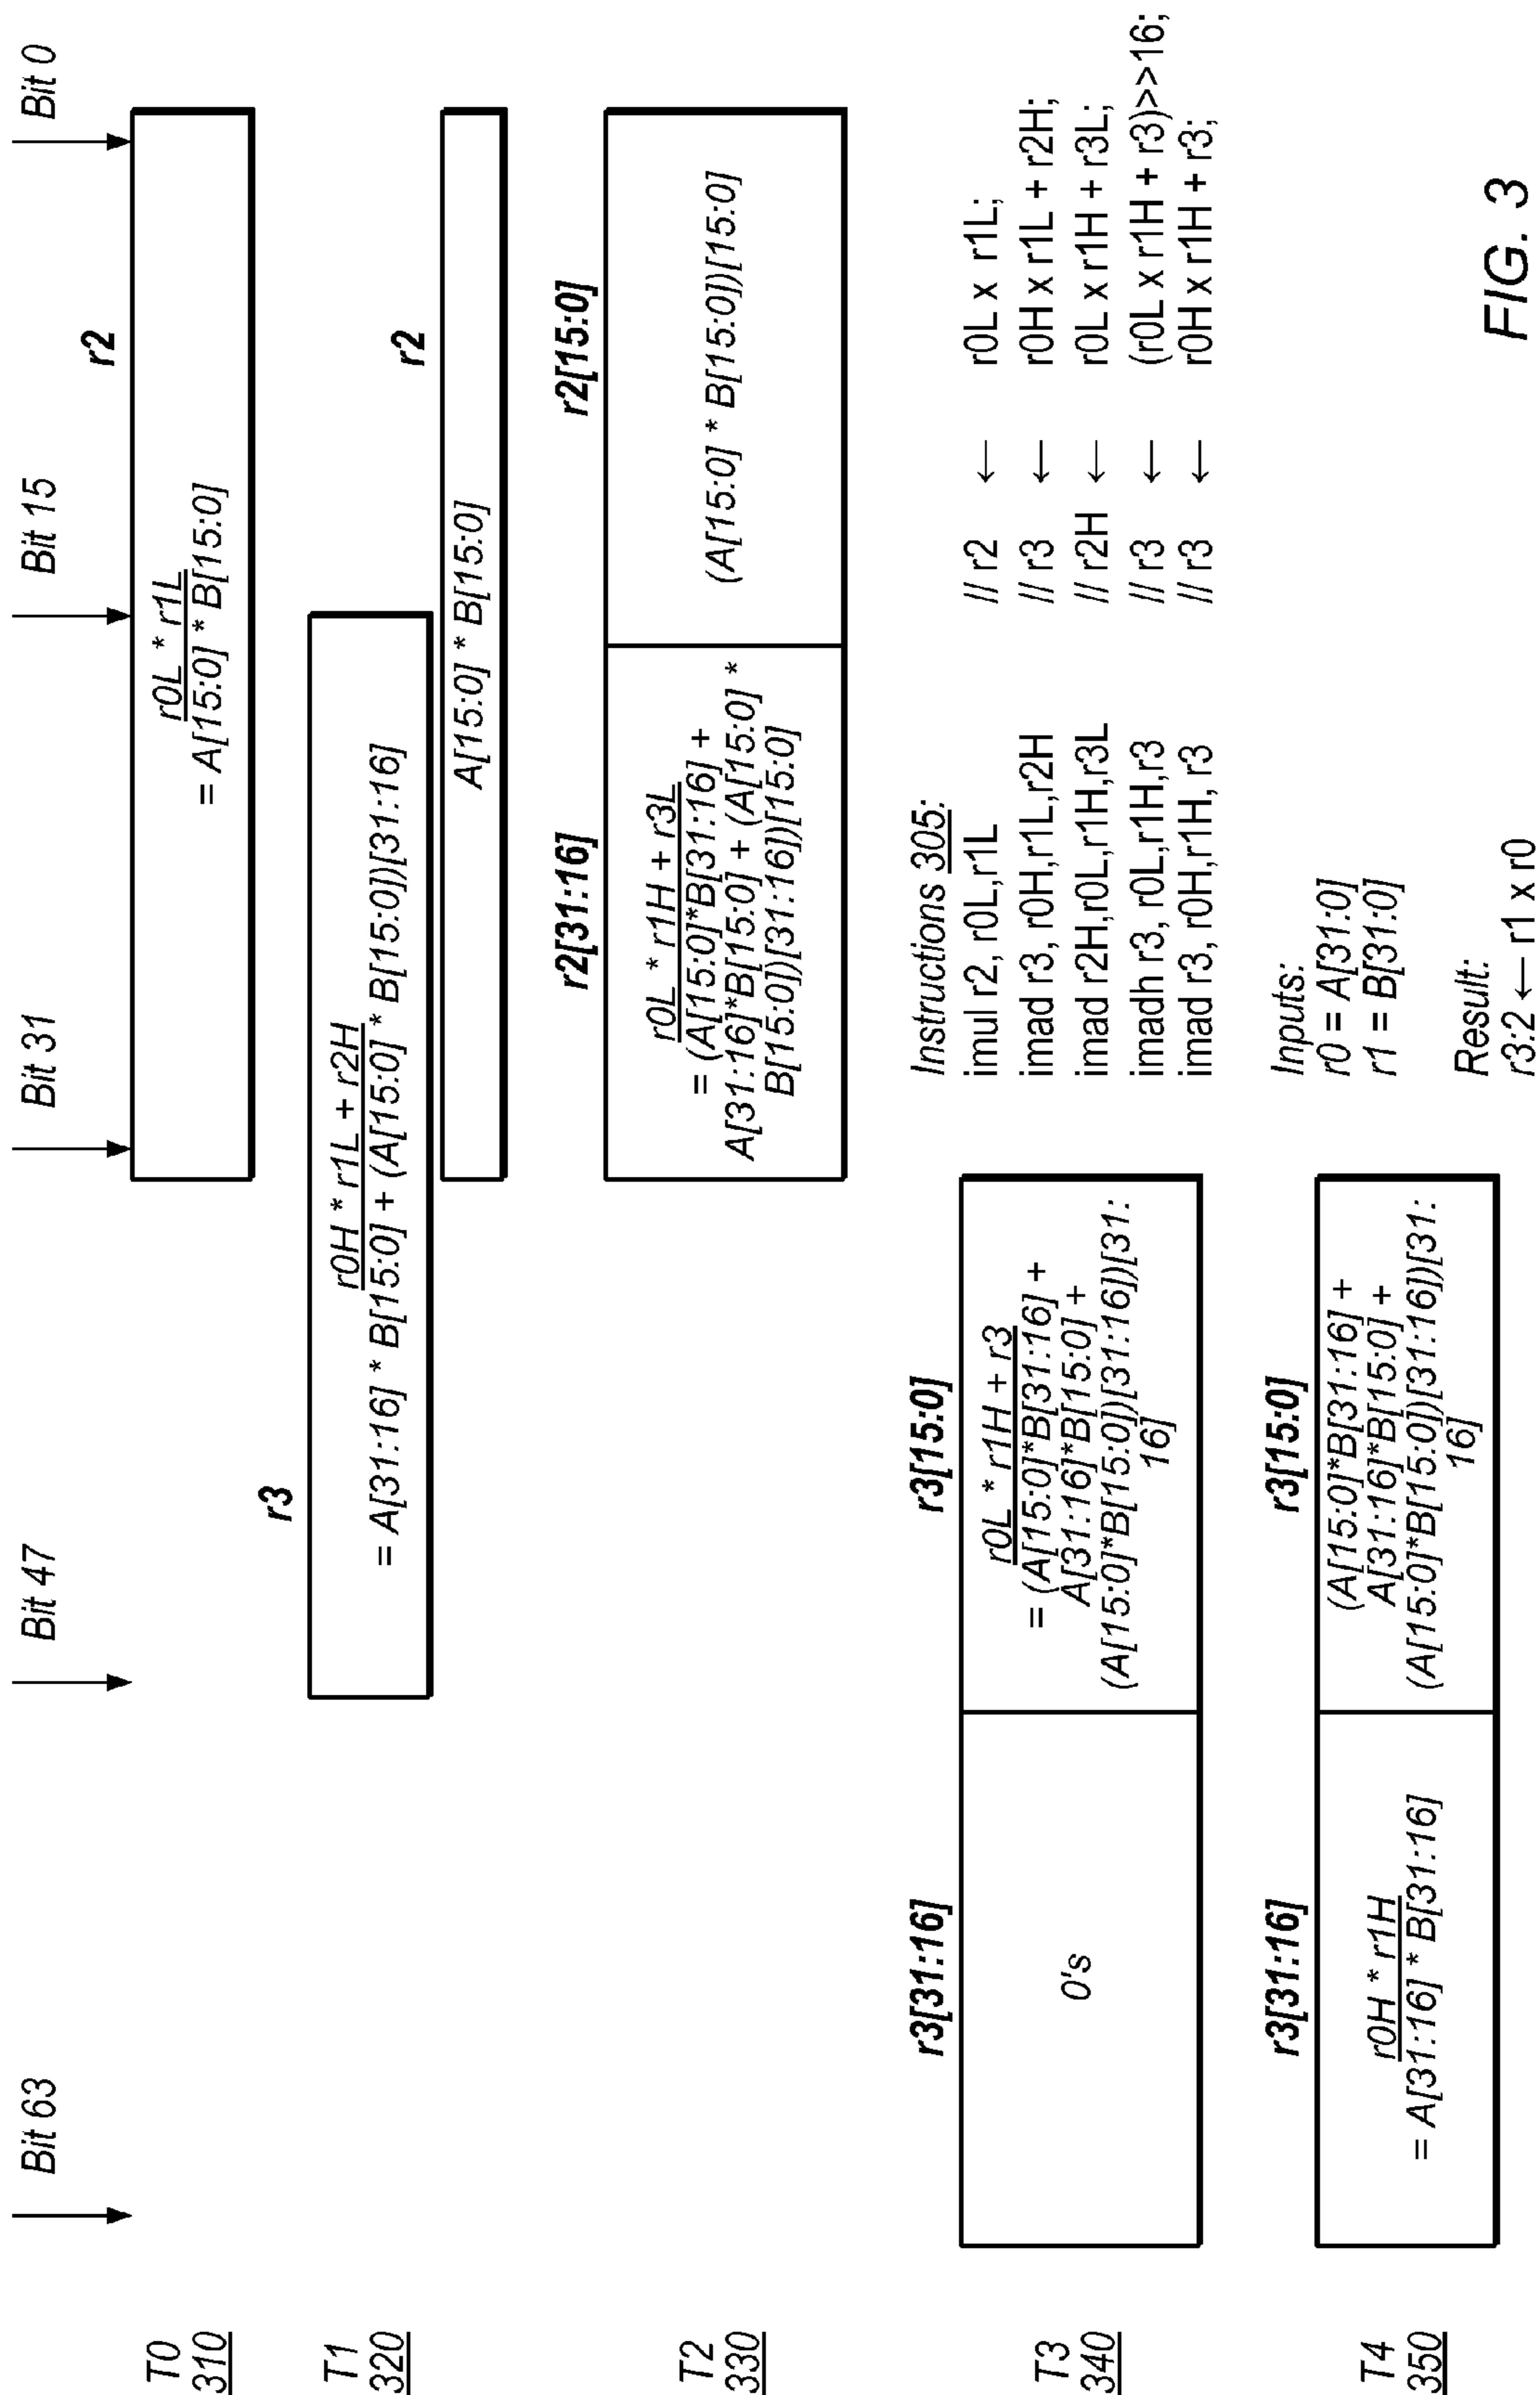 Bit 63 Bit 47 Bit 31 Bit 15 Bit 0
T0
310
r2
r0L * r1L
= A[15:0] * B[15:0]
T1
320
r3
r0H * r1L + r2H
= A[31:16] * B[15:0] + (A[15:0] * B[15:0])[31:16]
r2
A[15:0] * B[15:0]
T2
330
r2[31:16]
r0L * r1H + r3L
= (A[15:0]*B[31:16] +
A[31:16]*B[15:0] + (A[15:0] *
B[15:0])[31:16])[15:0]
r2[15:0]
(A[15:0] * B[15:0])[15:0]
T3
340
r3[31:16]
0's
r3[15:0]
r0L * r1H + r3
= (A[15:0]*B[31:16] +
A[31:16]*B[15:0] +
(A[15:0]*B[15:0])[31:16])[31:
16]
Instructions 305:
imul r2, r0L,r1L // r2 ← r0L x r1L;
imad r3, r0H,r1L,r2H // r3 ← r0H x r1L + r2H;
imad r2H,r0L,r1H,r3L // r2H ← r0L x r1H + r3L;
imadh r3, r0L,r1H,r3 // r3 ← (r0L x r1H + r3)>>16;
imad r3, r0H,r1H, r3 // r3 ← r0H x r1H + r3;
T4
350
r3[31:16]
r0H * r1H
= A[31:16] * B[31:16]
r3[15:0]
(A[15:0]*B[31:16] +
A[31:16]*B[15:0] +
(A[15:0]*B[15:0])[31:16])[31:
16]
Inputs:
r0 = A[31:0]
r1 = B[31:0]
Result:
r3:2 ← r1 x r0
FIG. 3